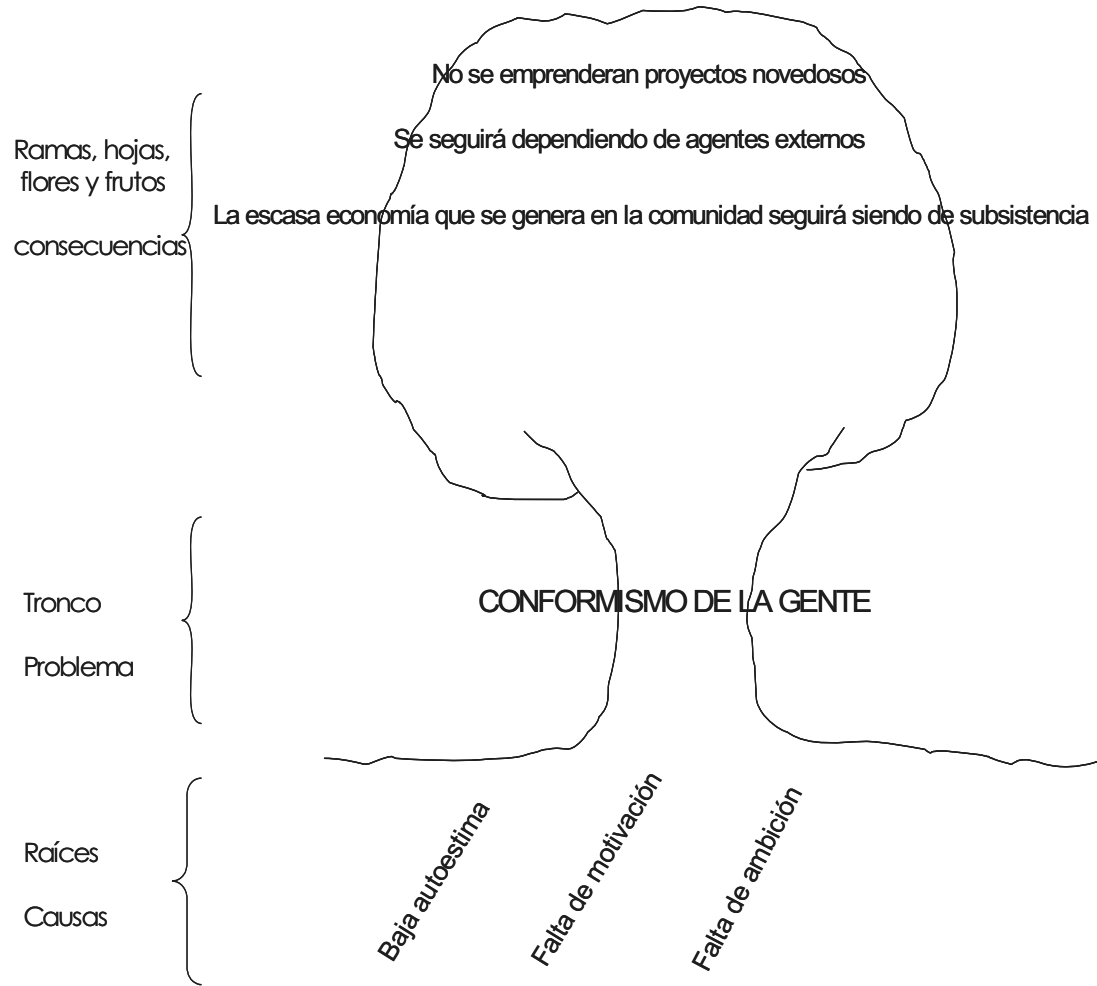 No se emprenderan proyectos novedosos
Se seguirá dependiendo de agentes externos
La escasa economía que se genera en la comunidad seguirá siendo de subsistencia
Ramas, hojas,
flores y frutos
consecuencias
Tronco
Problema
CONFORMISMO DE LA GENTE
Raíces
Causas
Baja autoestima
Falta de motivación
Falta de ambición